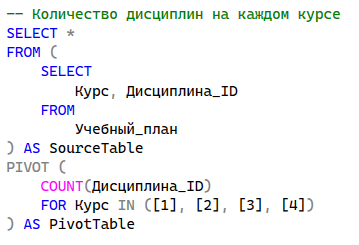 -- Количество дисциплин на каждом курсе
SELECT *
FROM (
    SELECT
        Курс, Дисциплина_ID
    FROM
        Учебный_план
) AS SourceTable
PIVOT (
    COUNT(Дисциплина_ID)
    FOR Курс IN ([1], [2], [3], [4])
) AS PivotTable